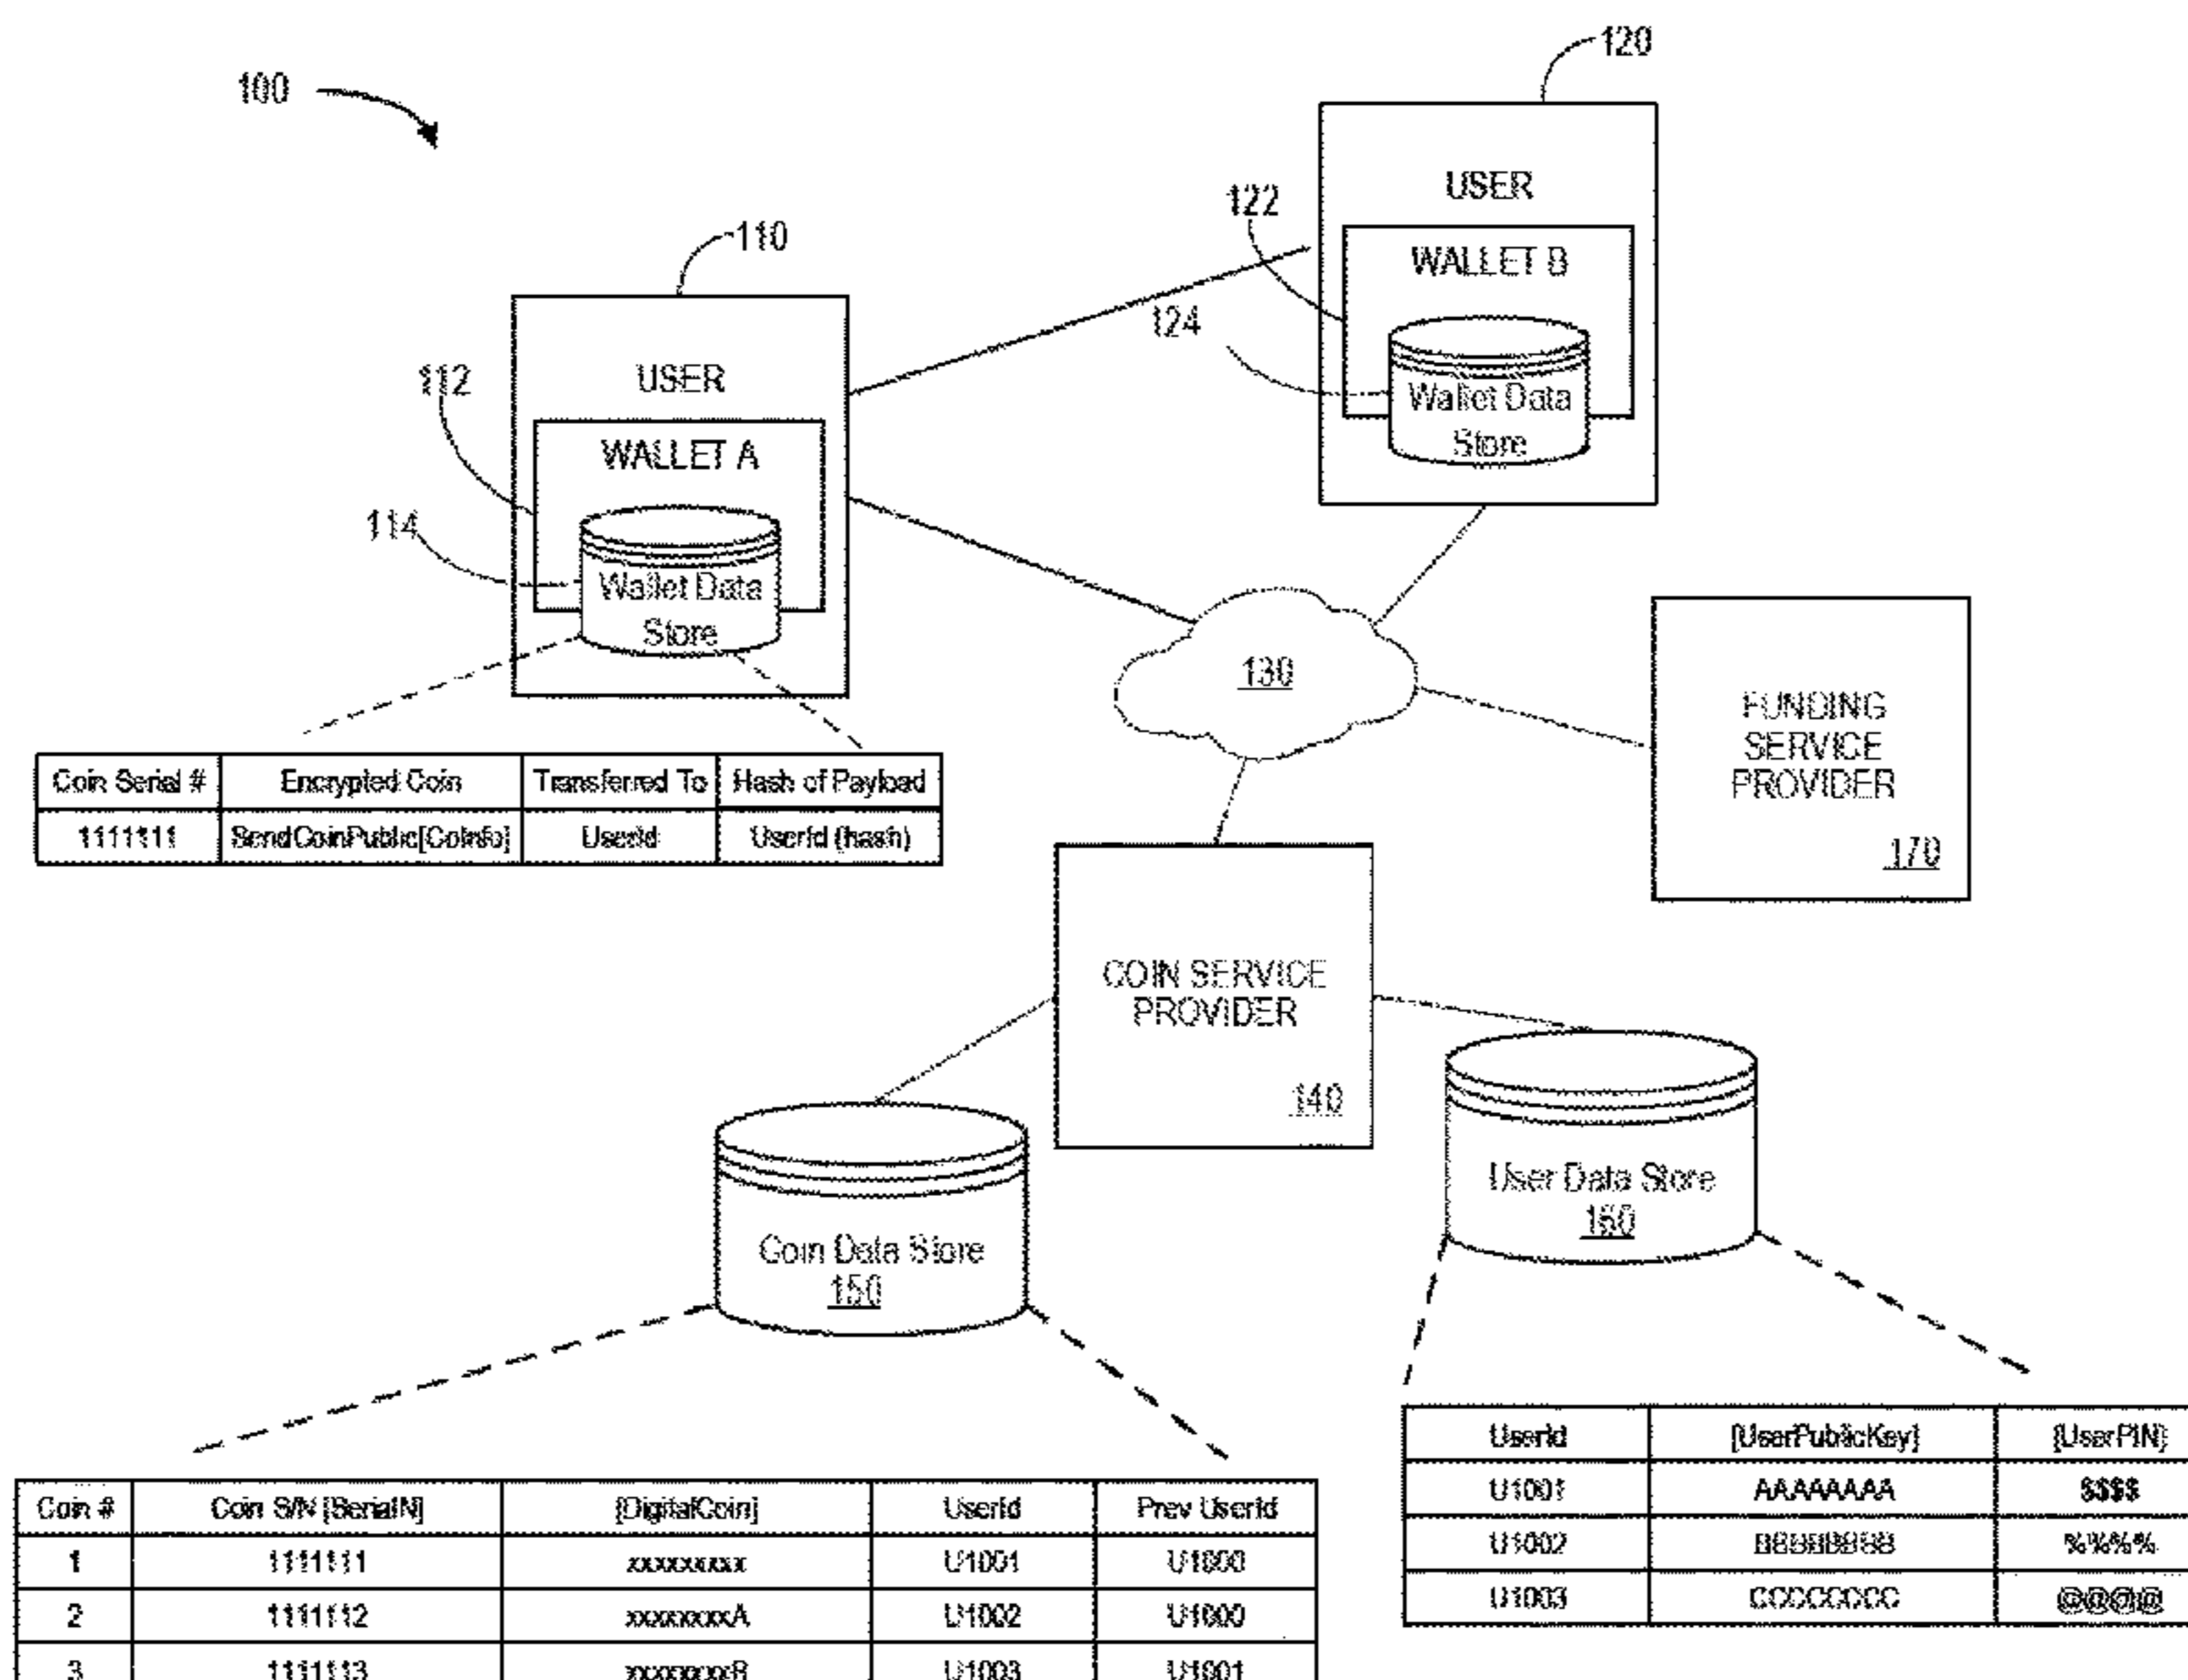 100
120
USER
122
WALLET B
110
124
Wallet Data
Store
USER
112
WALLET A
114
Wallet Data
Store
130
FUNDING
SERVICE
PROVIDER
170
Coin Serial # Encrypted Coin Transferred To Hash of Payload
1111111 SendCoinPublic[CoInfo] UserId UserId (hash)
COIN SERVICE
PROVIDER
140
User Data Store
160
Coin Data Store
150
UserId [UserPublicKey] [UserPIN]
U1001 AAAAAAAA $$$$
U1002 BBBBBBBB %%%%
U1003 CCCCCCCC @@@@
Coin # Coin S/N [SerialN] [DigitalCoin] UserId Prev UserId
1 1111111 xxxxxxxxx U1001 U1000
2 1111112 xxxxxxxxA U1002 U1000
3 1111113 xxxxxxxxB U1003 U1001